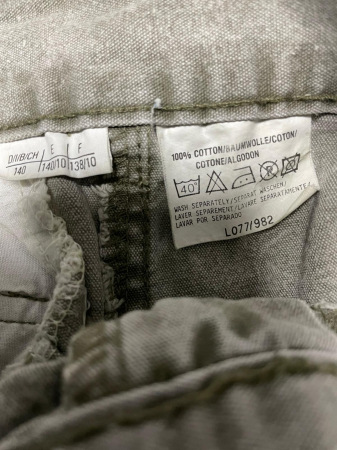 D/I/B/CH E F
140 140/10 138/10
100% COTTON/BAUMWOLLE/COTON/
COTONE/ALGODON
40
WASH SEPARATELY/SEPARAT WASCHEN/
LAVER SEPAREMENT/LAVARE SEPARATAMENTE/
LAVAR POR SEPARADO
L077/982